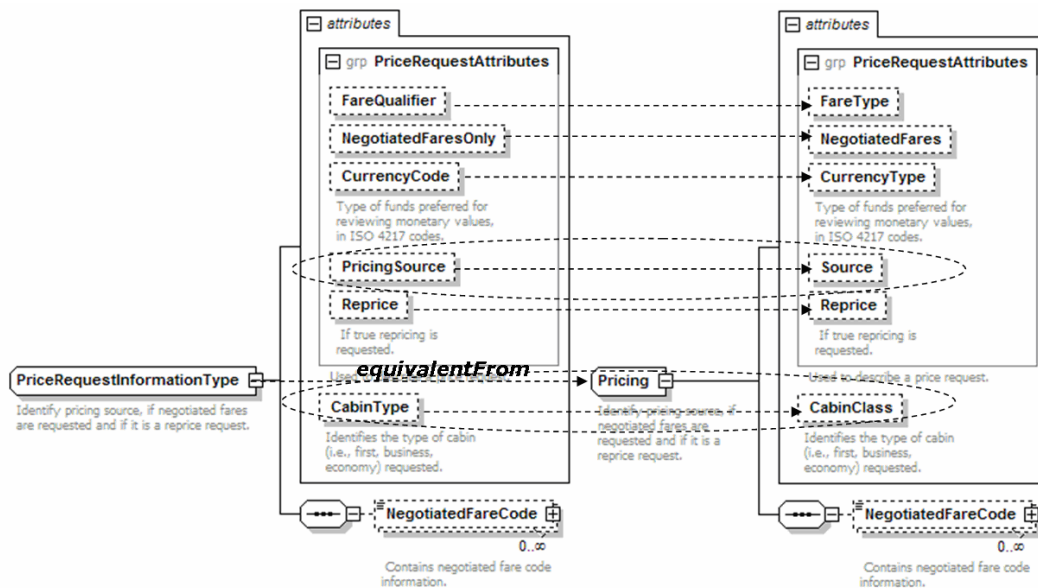 attributes
grp PriceRequestAttributes
FareQualifier
NegotiatedFaresOnly
CurrencyCode
Type of funds preferred for
reviewing monetary values,
in ISO 4217 codes.
PricingSource
Reprice
If true repricing is
requested.
equivalentFrom
PriceRequestInformationType
Identify pricing source, if negotiated fares
are requested and if it is a reprice request.
CabinType
Identifies the type of cabin
(i.e., first, business,
economy) requested.
NegotiatedFareCode
0..∞
Contains negotiated fare code
information.
Pricing
Identify pricing source, if
negotiated fares are
requested and if it is a
reprice request.
attributes
grp PriceRequestAttributes
FareType
NegotiatedFares
CurrencyType
Type of funds preferred for
reviewing monetary values,
in ISO 4217 codes.
Source
Reprice
If true repricing is
requested.
Used to describe a price request.
CabinClass
Identifies the type of cabin
(i.e., first, business,
economy) requested.
NegotiatedFareCode
0..∞
Contains negotiated fare code
information.